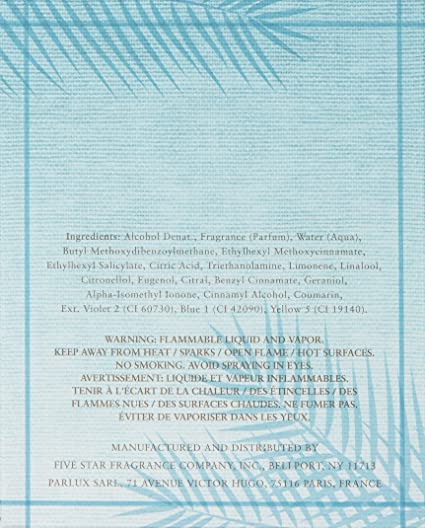 Ingredients: Alcohol Denat., Fragrance (Parfum), Water (Aqua),
Butyl Methoxydibenzoylmethane, Ethylhexyl Methoxycinnamate,
Ethylhexyl Salicylate, Citric Acid, Triethanolamine, Limonene, Linalool,
Citronellol, Eugenol, Citral, Benzyl Cinnamate, Geraniol,
Alpha-Isomethyl Ionone, Cinnamyl Alcohol, Coumarin,
Ext. Violet 2 (CI 60730), Blue 1 (CI 42090), Yellow 5 (CI 19140).
WARNING: FLAMMABLE LIQUID AND VAPOR.
KEEP AWAY FROM HEAT / SPARKS / OPEN FLAME / HOT SURFACES.
NO SMOKING. AVOID SPRAYING IN EYES.
AVERTISSEMENT: LIQUIDE ET VAPEUR INFLAMMABLES.
TENIR À L'ÉCART DE LA CHALEUR / DES ÉTINCELLES / DES
FLAMMES NUES / DES SURFACES CHAUDES. NE FUMER PAS.
ÉVITER DE VAPORISER DANS LES YEUX.
MANUFACTURED AND DISTRIBUTED BY
FIVE STAR FRAGRANCE COMPANY, INC., BELLPORT, NY 11713
PARLUX SARL, 71 AVENUE VICTOR HUGO, 75116 PARIS, FRANCE